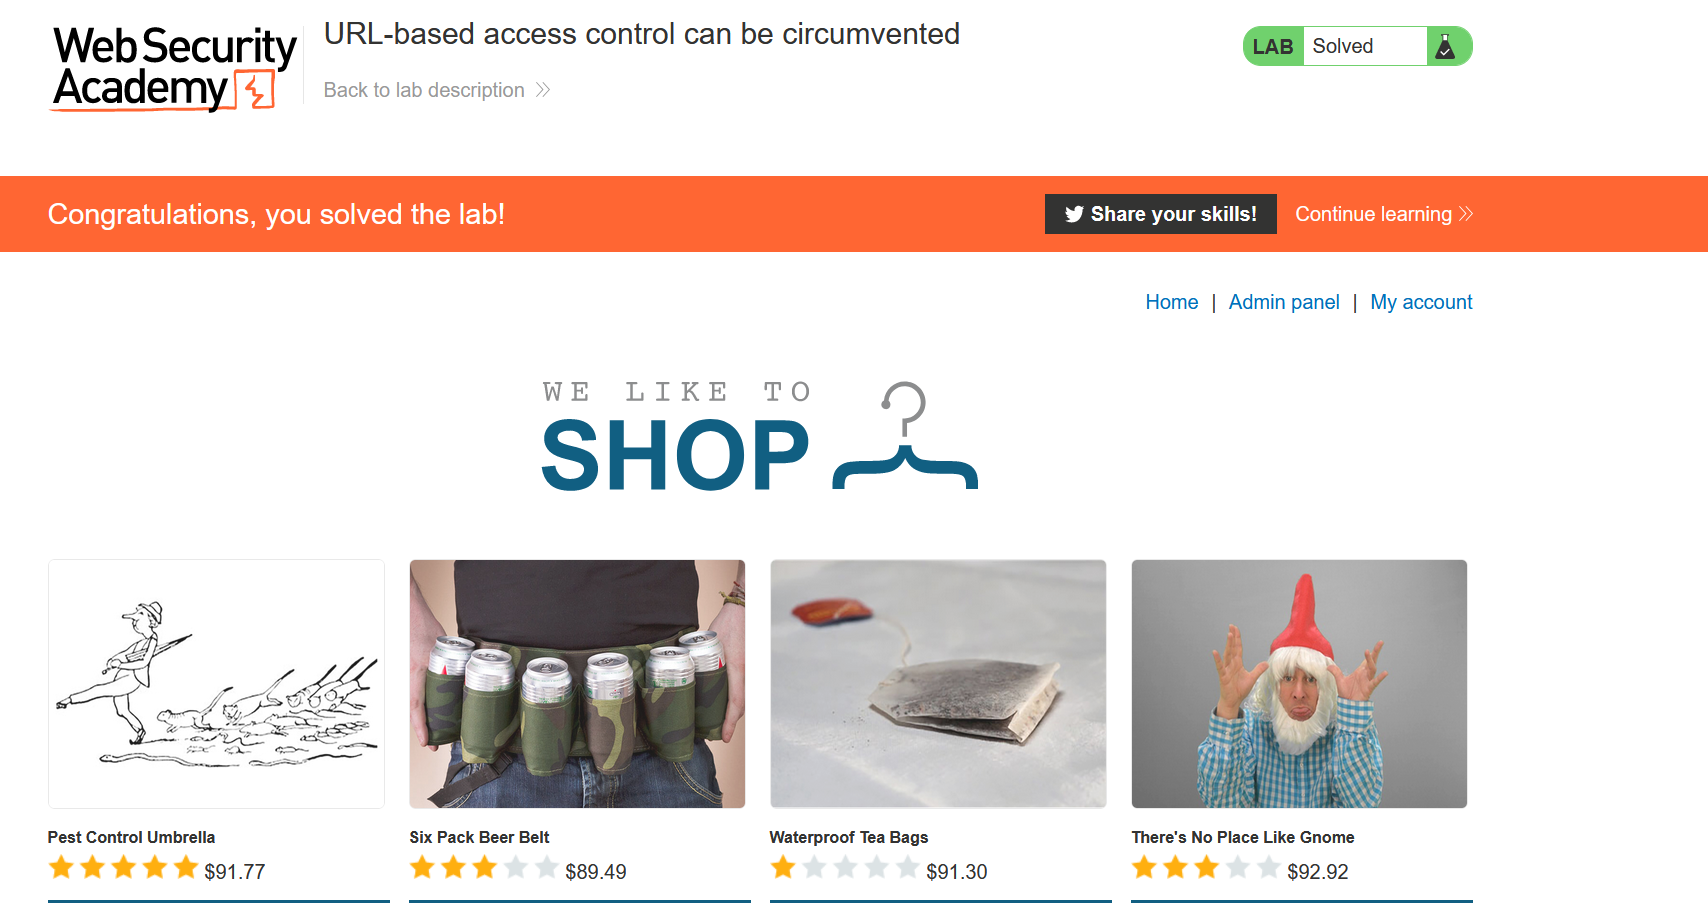 Web Security
Academy
URL-based access control can be circumvented
Back to lab description
LAB Solved
Congratulations, you solved the lab!
Share your skills!
Continue learning
Home | Admin panel | My account
WE LIKE TO
SHOP
Pest Control Umbrella
$91.77
Six Pack Beer Belt
$89.49
Waterproof Tea Bags
$91.30
There's No Place Like Gnome
$92.92